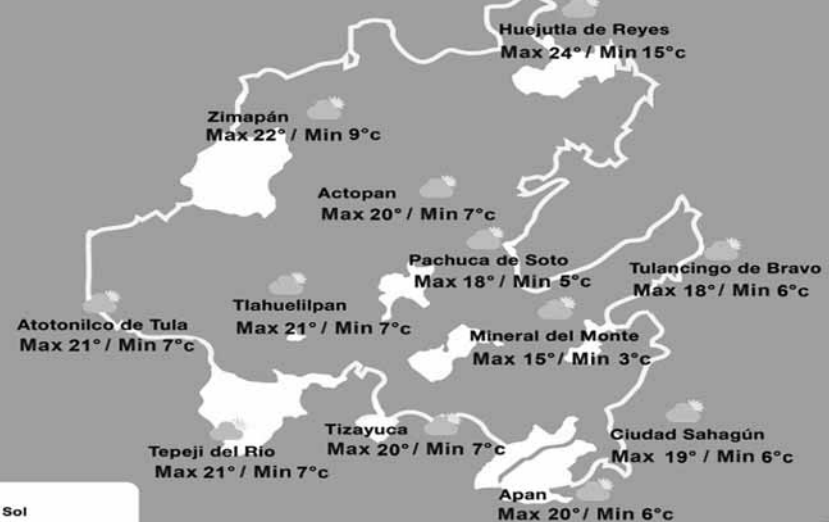 Huejutla de Reyes
Max 24° / Min 15°c
Zimapán
Max 22° / Min 9°c
Actopan
Max 20° / Min 7°c
Pachuca de Soto
Max 18° / Min 5°c
Tulancingo de Bravo
Max 18° / Min 6°c
Tlahuelilpan
Max 21° / Min 7°c
Atotonilco de Tula
Max 21° / Min 7°c
Mineral del Monte
Max 15° / Min 3°c
Tizayuca
Max 20° / Min 7°c
Ciudad Sahagún
Max 19° / Min 6°c
Tepeji del Río
Max 21° / Min 7°c
Apan
Max 20° / Min 6°c
Sol